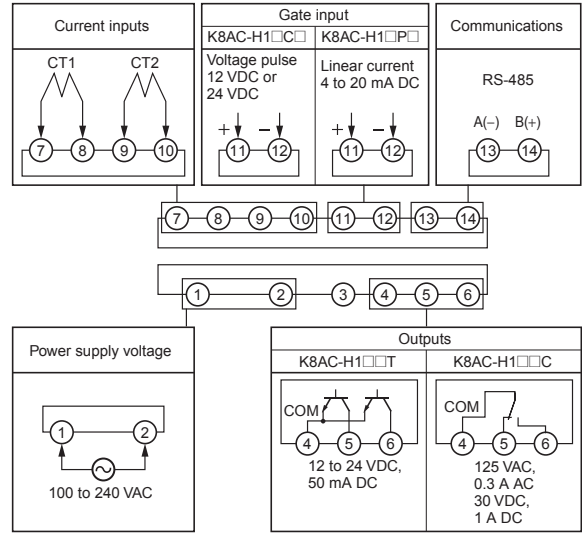 Current inputs
CT1 CT2
7 8 9 10
Gate input
K8AC-H1□C□ K8AC-H1□P□
Voltage pulse
12 VDC or
24 VDC
+ −
11 12
Linear current
4 to 20 mA DC
+ −
11 12
Communications
RS-485
A(−) B(+)
13 14
7 8 9 10 11 12 13 14
1 2 3 4 5 6
Power supply voltage
1 2
100 to 240 VAC
Outputs
K8AC-H1□□T K8AC-H1□□C
COM
4 5 6
12 to 24 VDC,
50 mA DC
COM
4 5 6
125 VAC,
0.3 A AC
30 VDC,
1 A DC